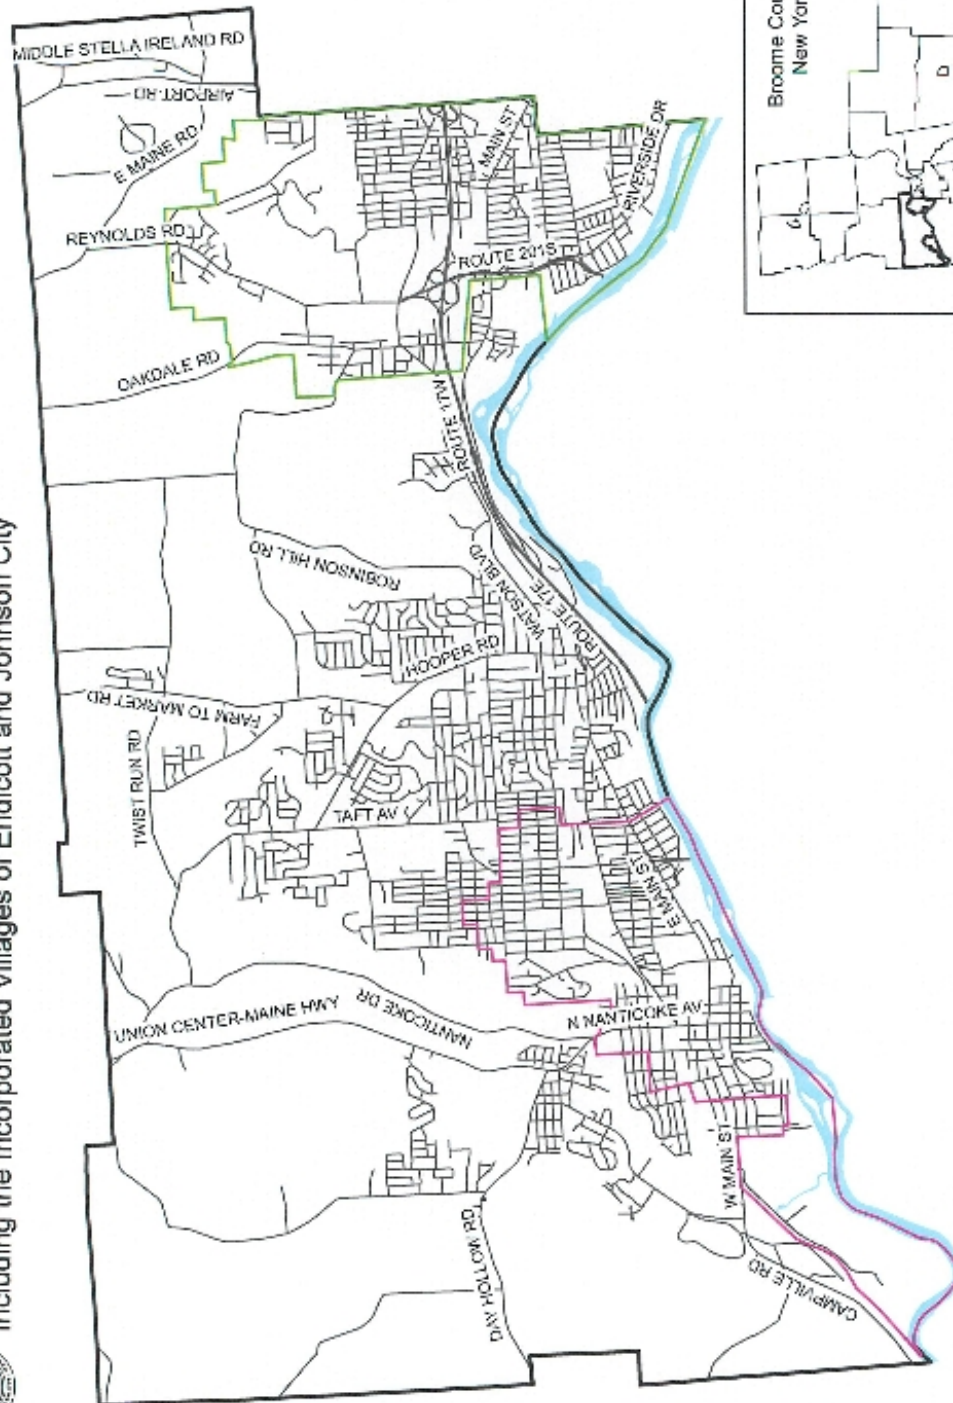 Including the Incorporated Villages of Endicott and Johnson City
MIDDLE STELLA IRELAND RD
AIRPORT RD
E MAINE RD
REYNOLDS RD
MAIN ST
RIVERSIDE DR
ROUTE 201S
OAKDALE RD
ROUTE 17W
ROBINSON HILL RD
WATSON BLVD
ROUTE 17E
HOOPER RD
FARM TO MARKET RD
TWIST RUN RD
TAFT AV
E MAIN ST
UNION CENTER-MAINE HWY
NANTICOKE DR
N NANTICOKE AV
W MAIN ST
DAY HOLLOW RD
CAMPVILLE RD
Broome Cou
New Yor